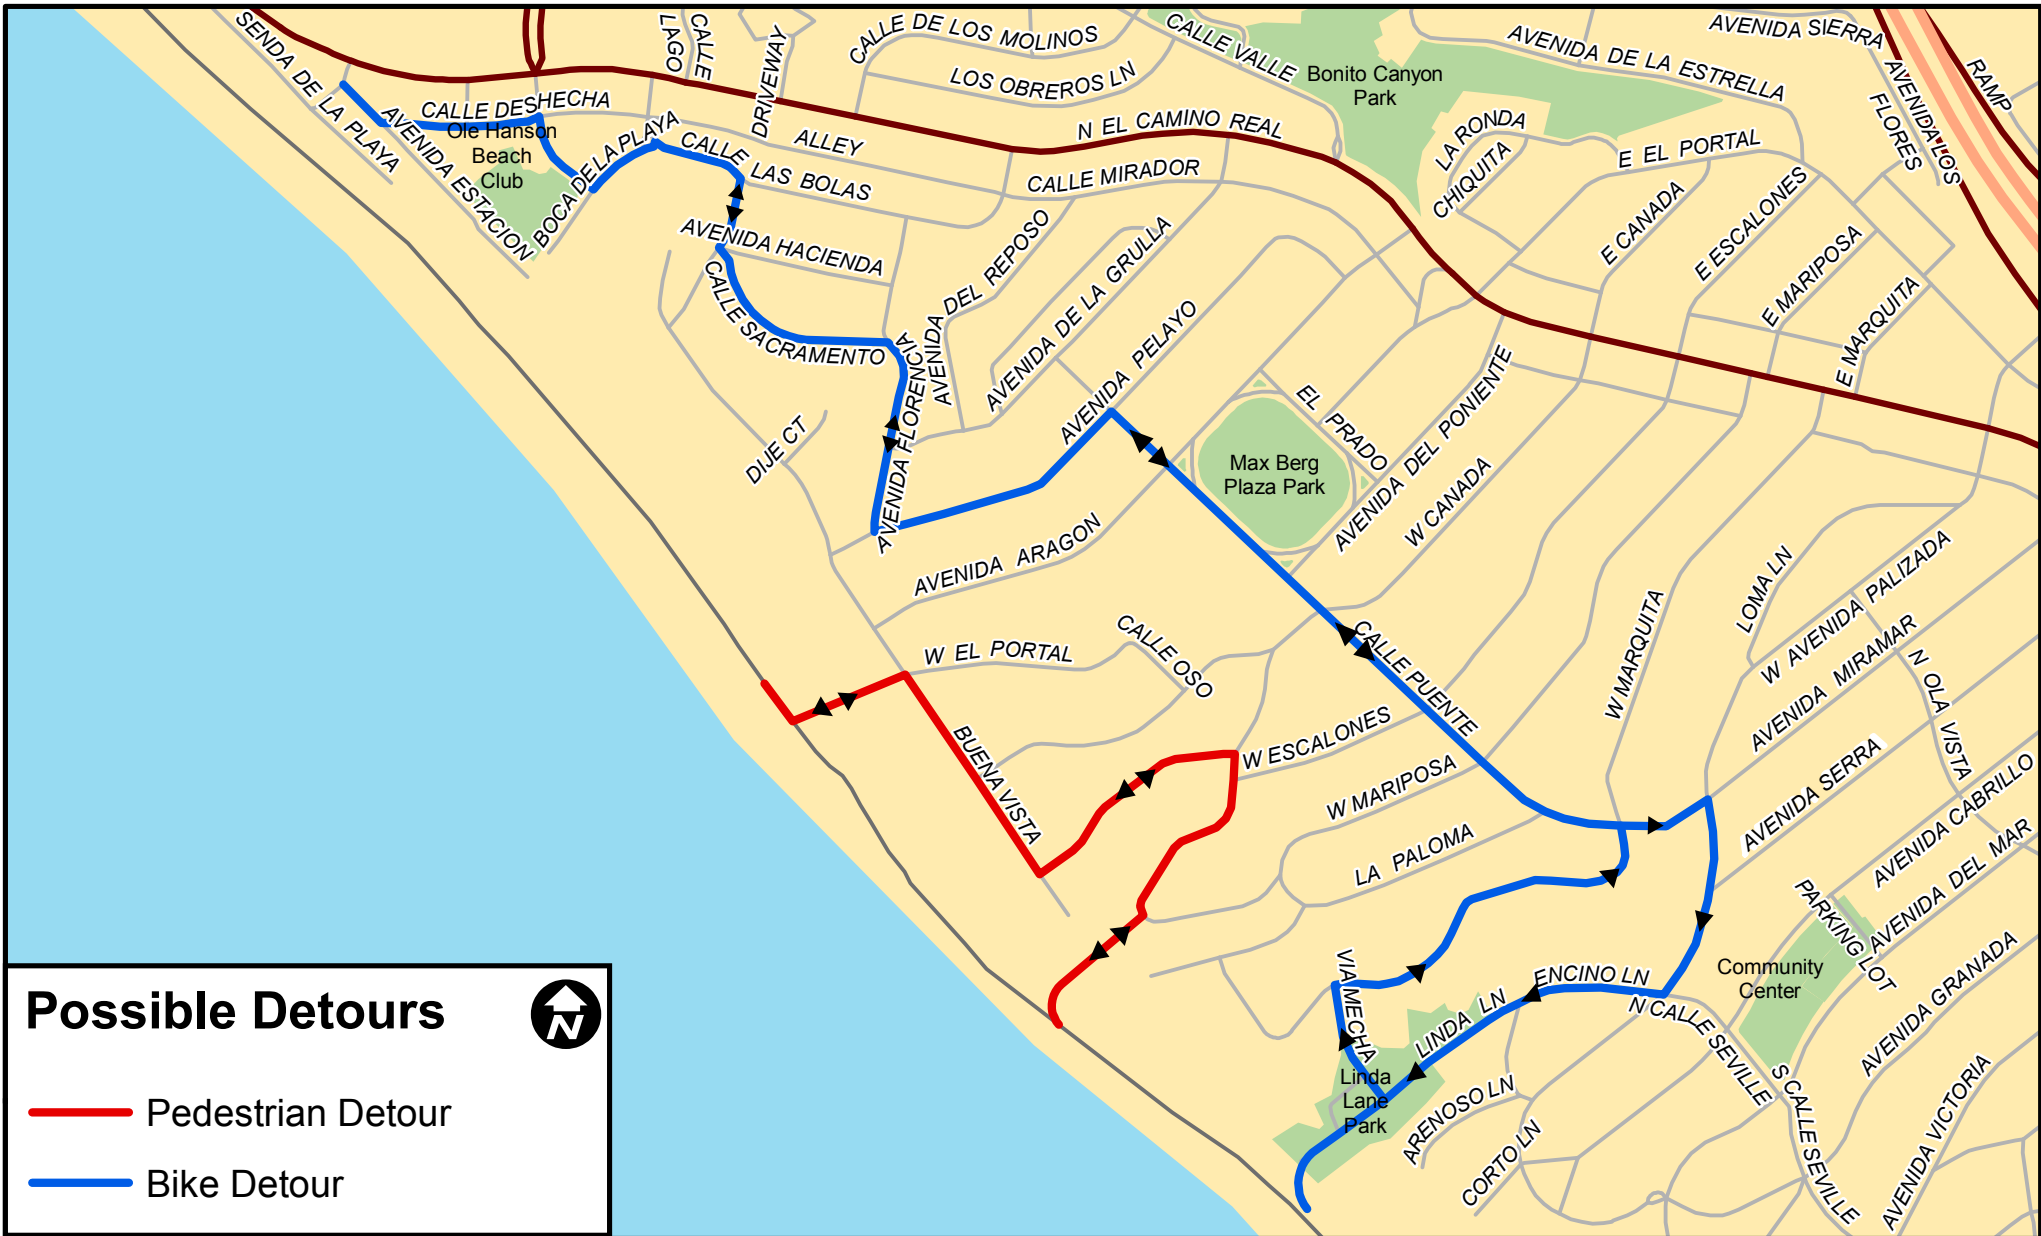 SENDA DE LA PLAYA
CALLE
LAGO
DRIVEWAY
CALLE DE LOS MOLINOS
LOS OBREROS LN
CALLE VALLE
Bonito Canyon
Park
AVENIDA DE LA ESTRELLA
AVENIDA SIERRA
AVENIDA LOS
FLORES
RAMP
CALLE DESHECHA
Ole Hanson
Beach
Club
AVENIDA ESTACION
BOCA DE LA PLAYA
CALLE LAS BOLAS
ALLEY
N EL CAMINO REAL
CALLE MIRADOR
LA RONDA
CHIQUITA
E EL PORTAL
E CANADA
E ESCALONES
E MARIPOSA
E MARQUITA
AVENIDA HACIENDA
CALLE SACRAMENTO
AVENIDA DEL REPOSO
AVENIDA DE LA GRULLA
AVENIDA PELAYO
AVENIDA FLORENCIA
DIJE CT
EL PRADO
Max Berg
Plaza Park
AVENIDA DEL PONIENTE
W CANADA
AVENIDA ARAGON
W EL PORTAL
CALLE OSO
CALLE PUENTE
W MARQUITA
LOMA LN
W AVENIDA PALIZADA
AVENIDA MIRAMAR
N OLA VISTA
BUENA VISTA
W ESCALONES
W MARIPOSA
LA PALOMA
AVENIDA SERRA
AVENIDA CABRILLO
AVENIDA DEL MAR
PARKING LOT
AVENIDA GRANADA
Community
Center
VIA MECHA
LINDA LN
ENCINO LN
N CALLE SEVILLE
S CALLE SEVILLE
AVENIDA VICTORIA
Linda
Lane
Park
ARENOSO LN
CORTO LN
Possible Detours
N
Pedestrian Detour
Bike Detour